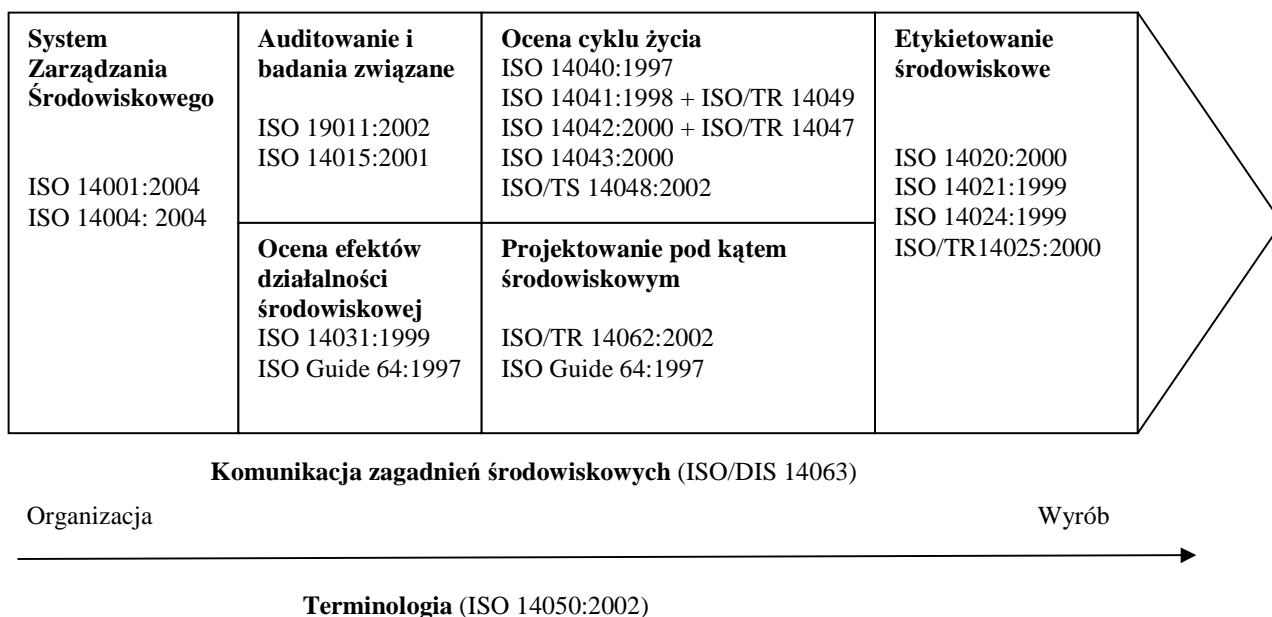 System
Zarządzania
Środowiskowego
ISO 14001:2004
ISO 14004: 2004
Auditowanie i
badania związane
ISO 19011:2002
ISO 14015:2001
Ocena efektów
działalności
środowiskowej
ISO 14031:1999
ISO Guide 64:1997
Ocena cyklu życia
ISO 14040:1997
ISO 14041:1998 + ISO/TR 14049
ISO 14042:2000 + ISO/TR 14047
ISO 14043:2000
ISO/TS 14048:2002
Projektowanie pod kątem
środowiskowym
ISO/TR 14062:2002
ISO Guide 64:1997
Etykietowanie
środowiskowe
ISO 14020:2000
ISO 14021:1999
ISO 14024:1999
ISO/TR14025:2000
Komunikacja zagadnień środowiskowych (ISO/DIS 14063)
Organizacja
Wyrób
Terminologia (ISO 14050:2002)